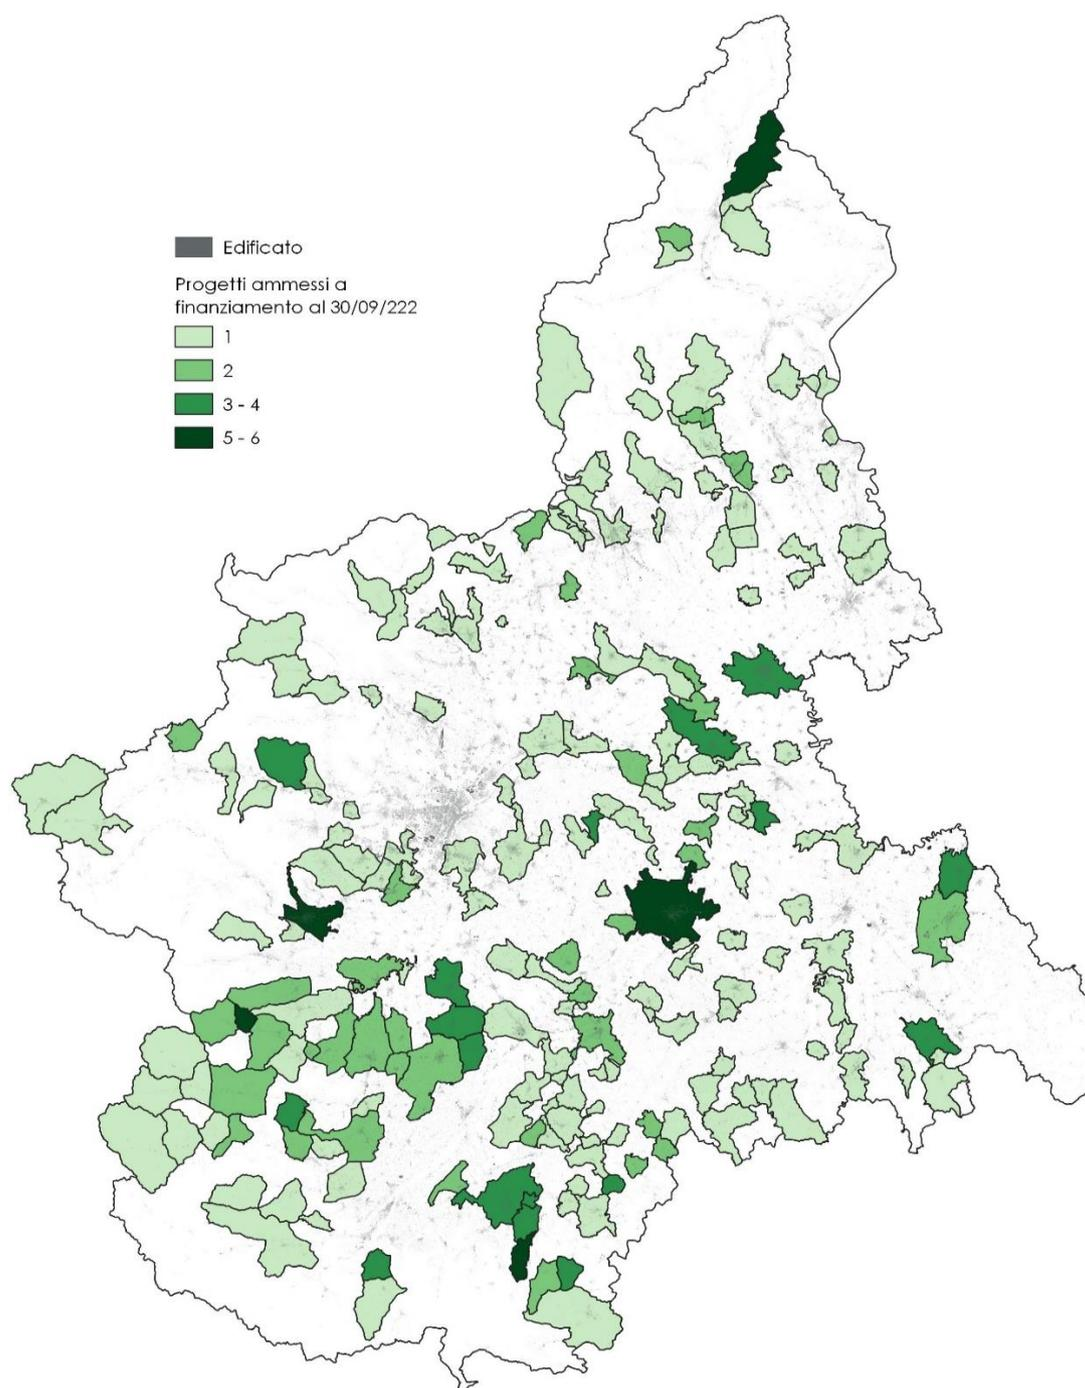 Edificato
Progetti ammessi a
finanziamento al 30/09/222
1
2
3 - 4
5 - 6